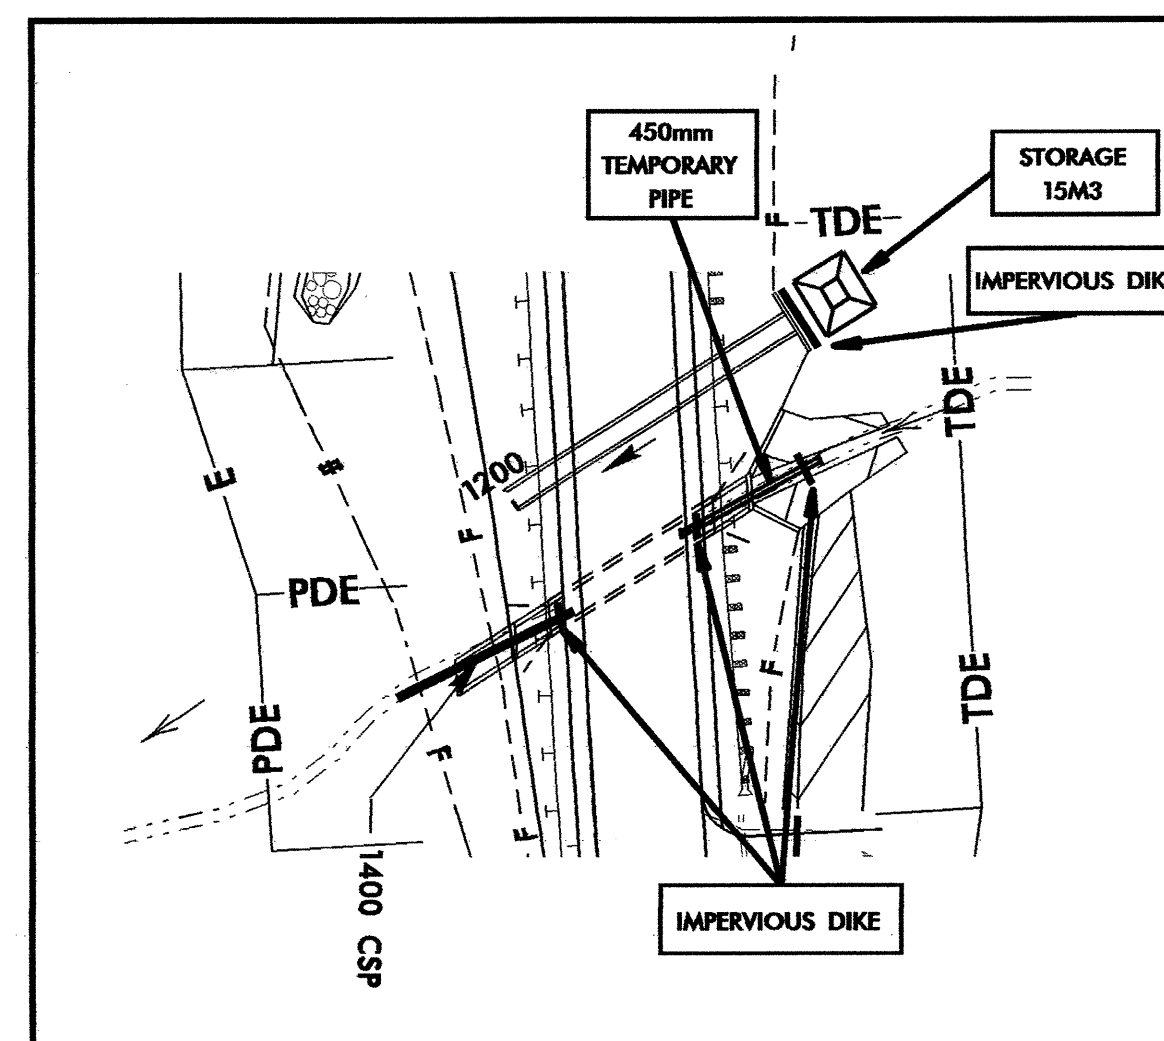 450mm
TEMPORARY
PIPE
STORAGE
15M3
F
TDE
IMPERVIOUS DIK
TDE
E
1200
F
PDE
F
TDE
PDE
F
F
1400 CSP
IMPERVIOUS DIKE